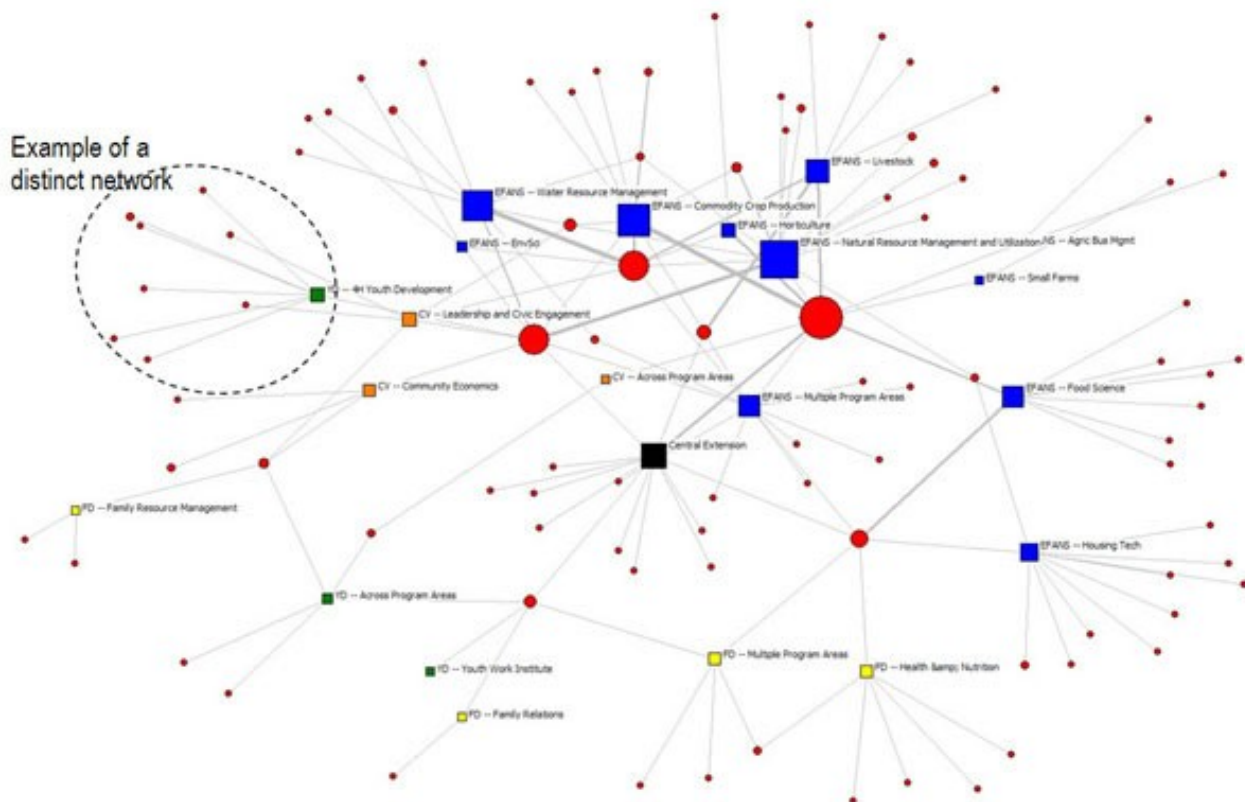 Example of a
distinct network
EFANS -- Livestock
EFANS -- Water Resource Management
EFANS -- Commodity Crop Production
EFANS -- Horticulture
EFANS -- EnvSci
EFANS -- Natural Resource Management and Utilization
NS -- Agric Bus Mgmt
EFANS -- Small Farms
-- 4H Youth Development
CV -- Leadership and Civic Engagement
CV -- Across Program Areas
CV -- Community Economics
EFANS -- Food Science
EFANS -- Multiple Program Areas
Central Extension
FD -- Family Resource Management
EFANS -- Housing Tech
YD -- Across Program Areas
FD -- Multiple Program Areas
YD -- Youth Work Institute
FD -- Health &amp; Nutrition
FD -- Family Relations